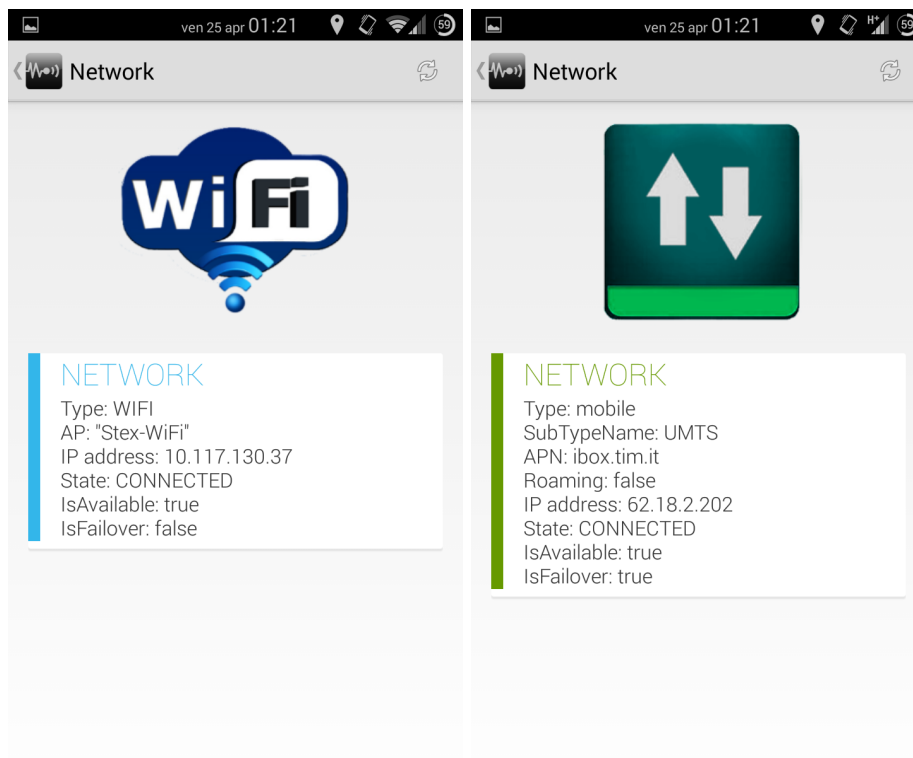 ven 25 apr 01:21
59
Network
WiFi
NETWORK
Type: WIFI
AP: "Stex-WiFi"
IP address: 10.117.130.37
State: CONNECTED
IsAvailable: true
IsFailover: false
ven 25 apr 01:21
H+
59
Network
NETWORK
Type: mobile
SubTypeName: UMTS
APN: ibox.tim.it
Roaming: false
IP address: 62.18.2.202
State: CONNECTED
IsAvailable: true
IsFailover: true